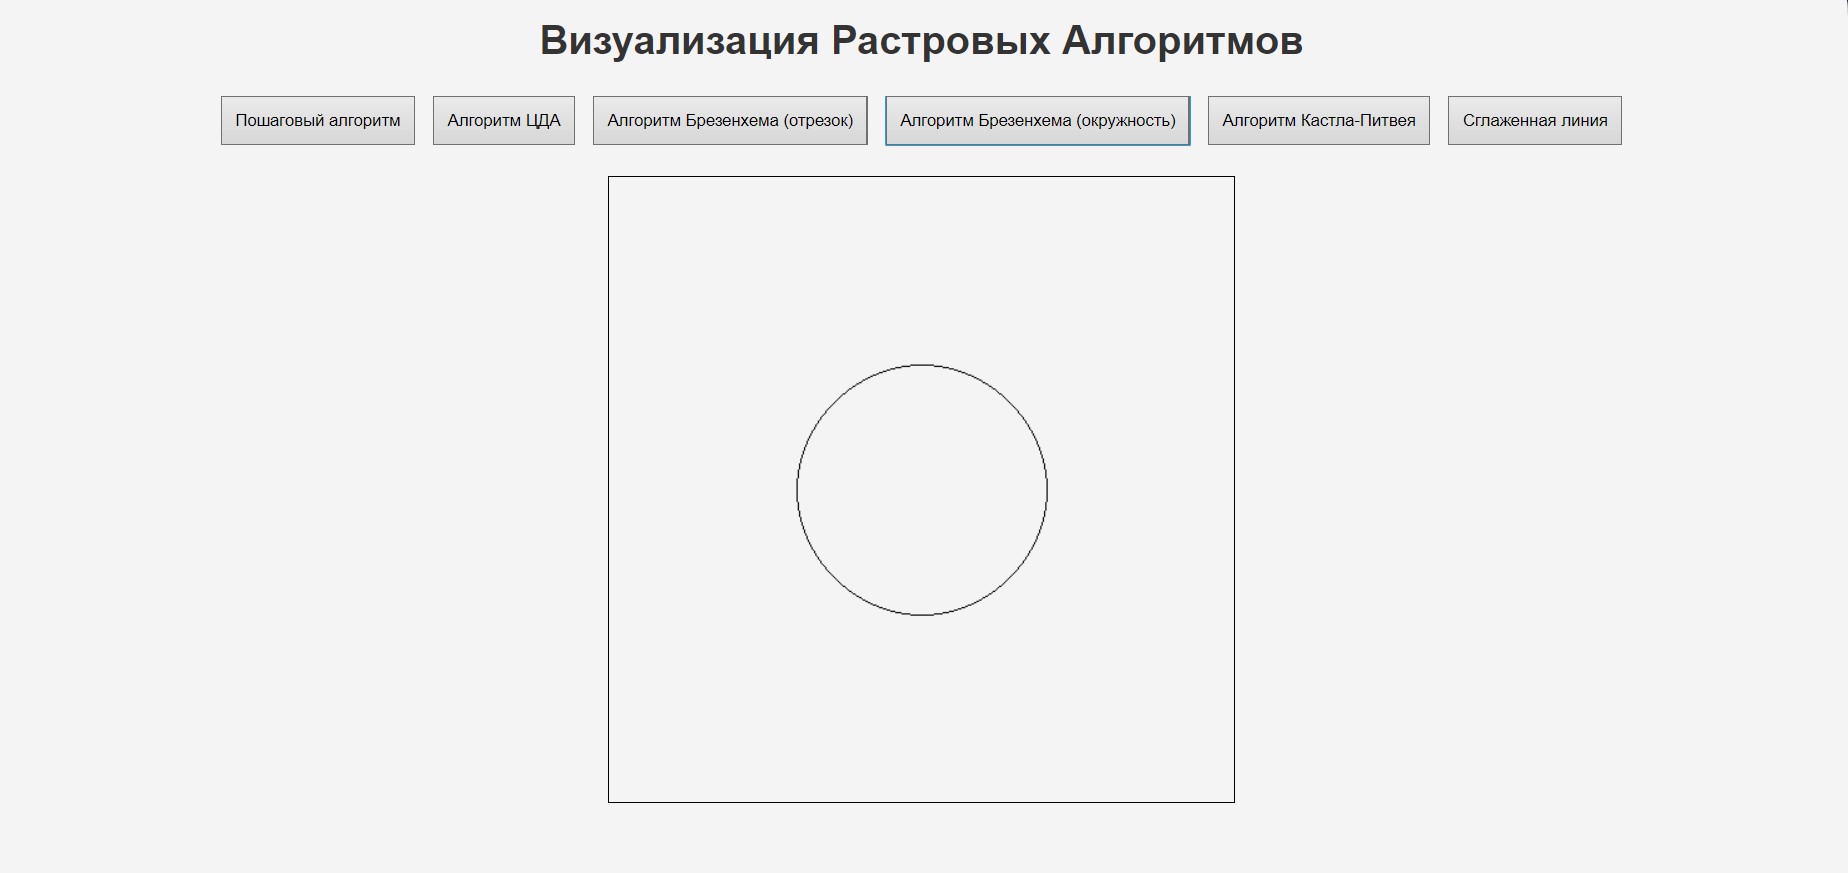 Визуализация Растровых Алгоритмов
Пошаговый алгоритм
Алгоритм ЦДА
Алгоритм Брезенхема (отрезок)
Алгоритм Брезенхема (окружность)
Алгоритм Кастла-Питвея
Сглаженная линия